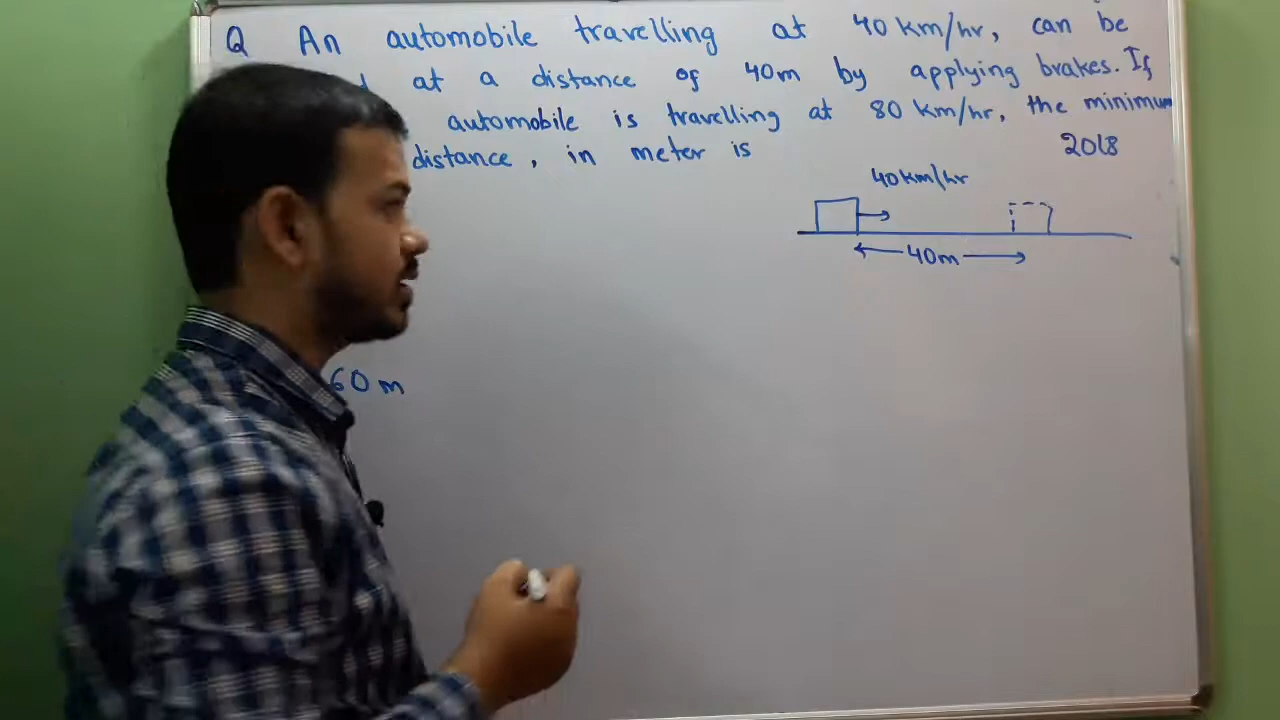 Q An automobile travelling at 40 km/hr, can be
at a distance of 40m by applying brakes. If
automobile is travelling at 80 km/hr, the minimum
distance, in meter is
2018
40km/hr
40m
60 m